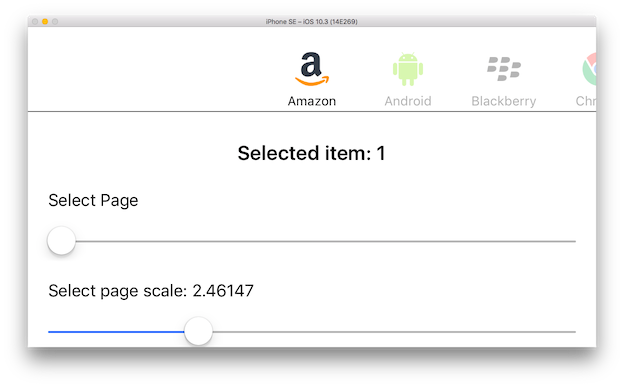 iPhone SE – iOS 10.3 (14E269)
Amazon
Android
Blackberry
Chr
Selected item: 1
Select Page
Select page scale: 2.46147